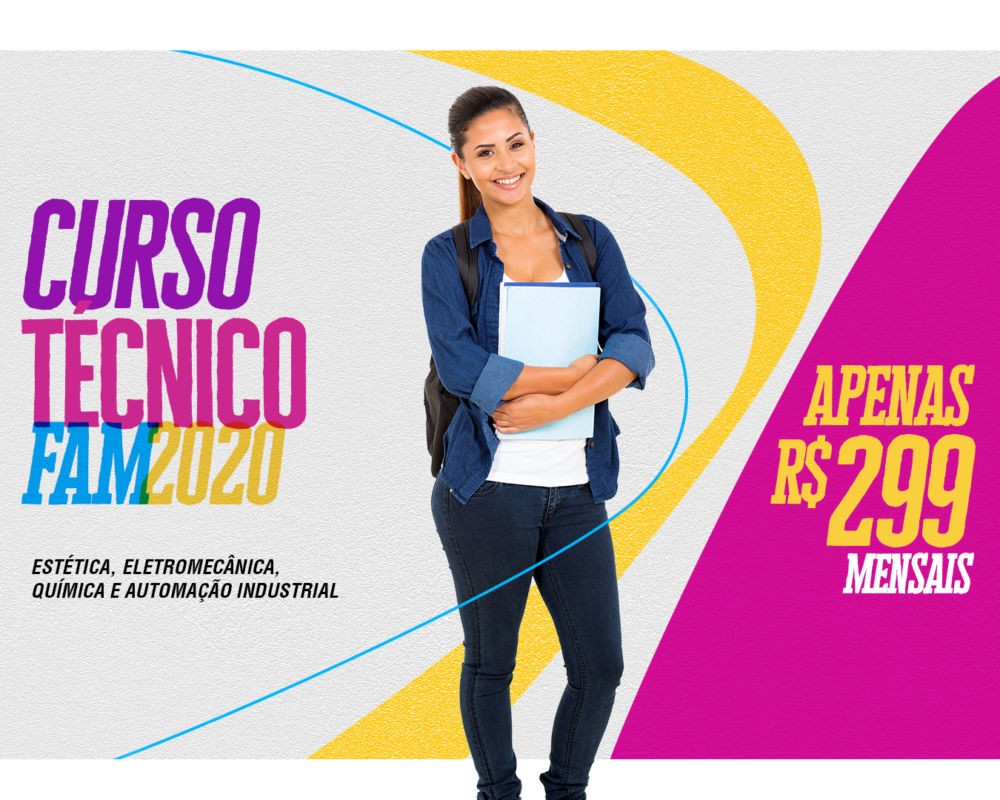 CURSO
TÉCNICO
FAM2020
ESTÉTICA, ELETROMECÂNICA,
QUÍMICA E AUTOMAÇÃO INDUSTRIAL
APENAS
R$299
MENSAIS